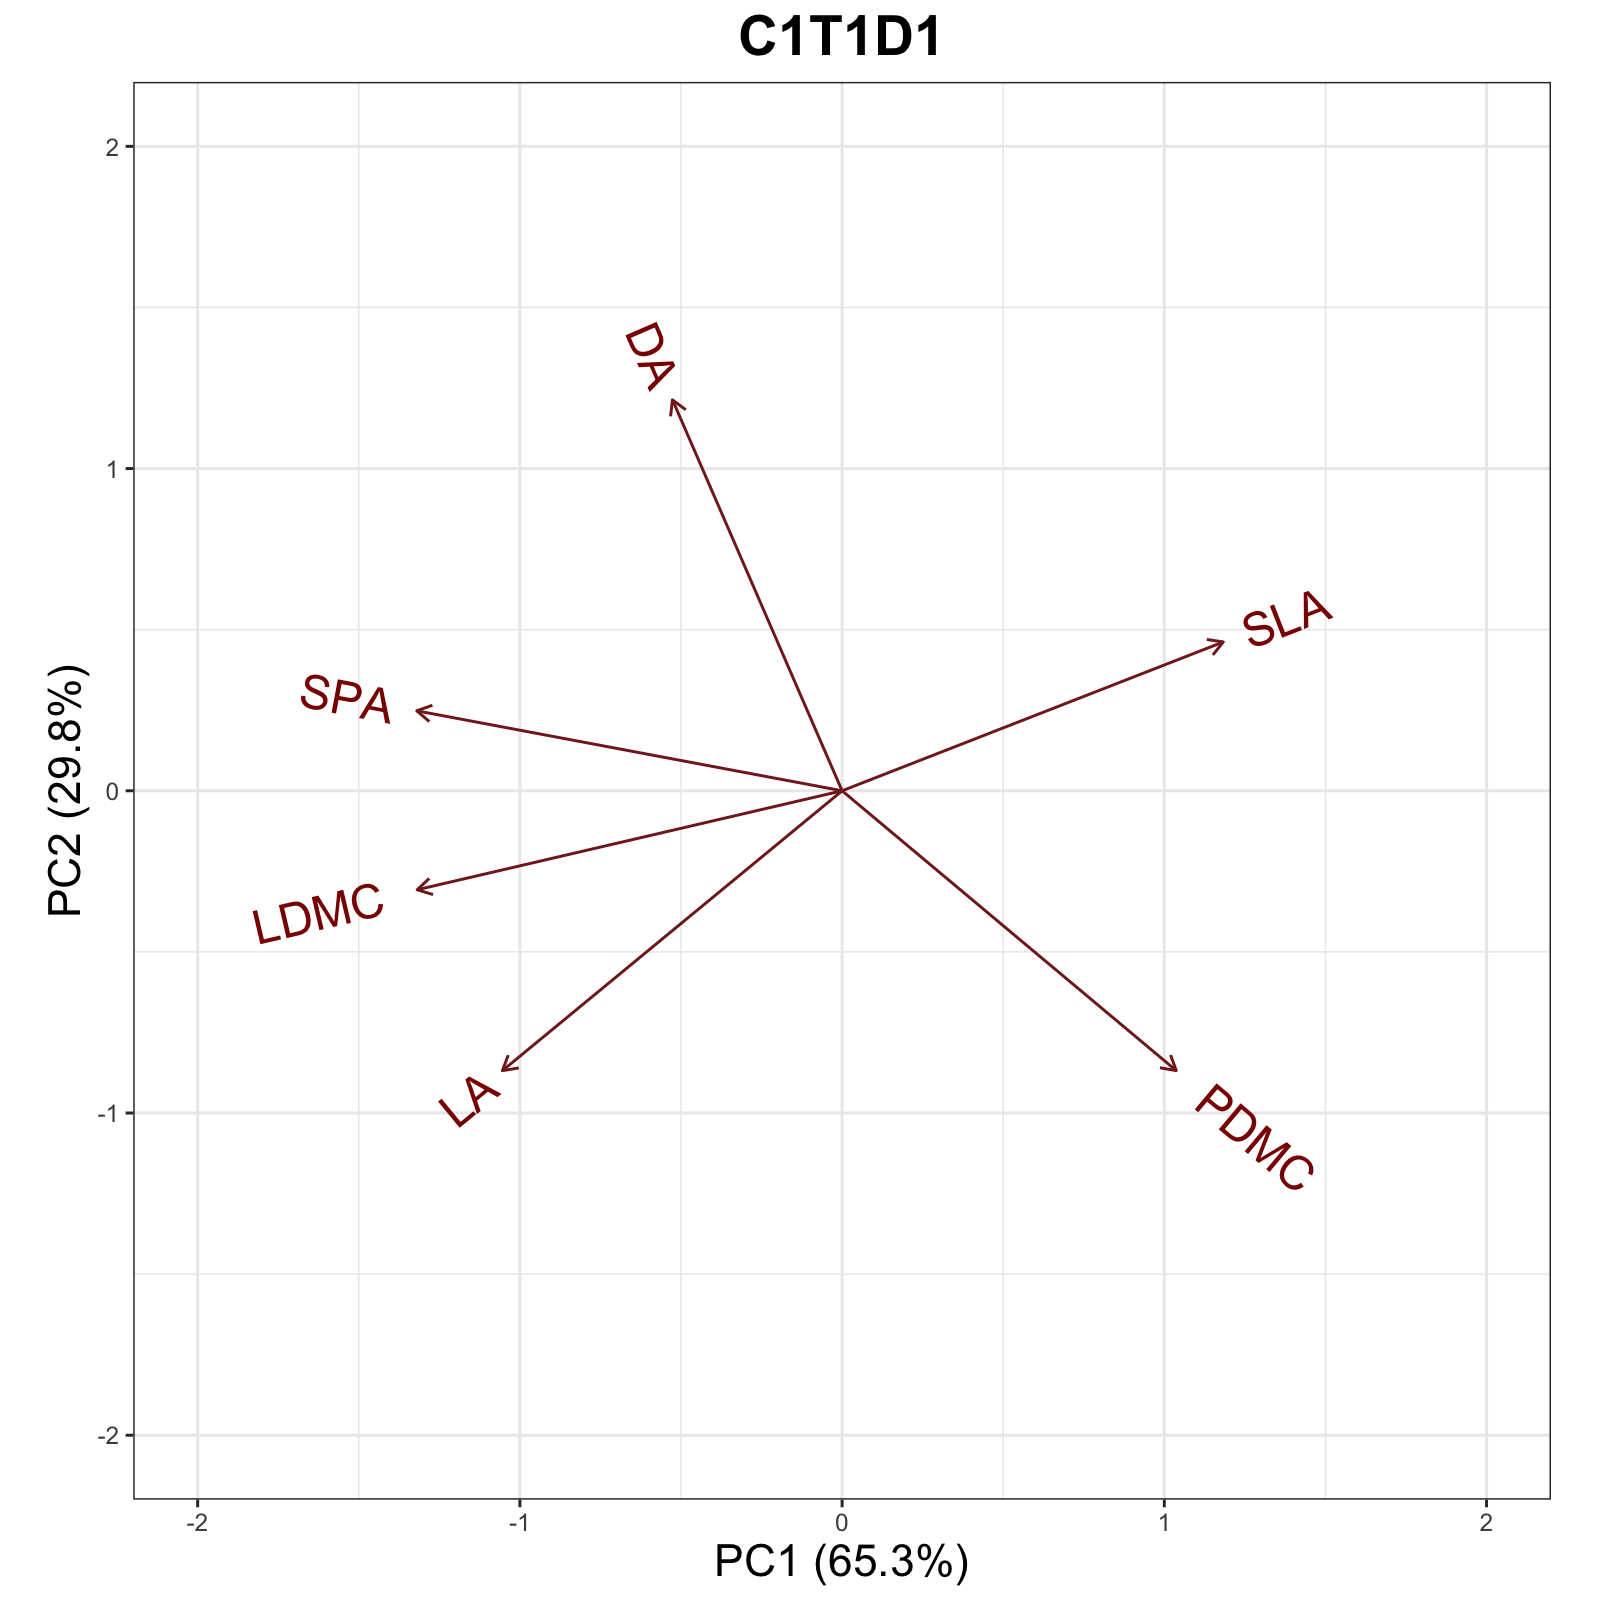 C1T1D1
2
1
0
-1
-2
PC2 (29.8%)
DA
SLA
SPA
LDMC
LA
PDMC
-2
-1
0
1
2
PC1 (65.3%)